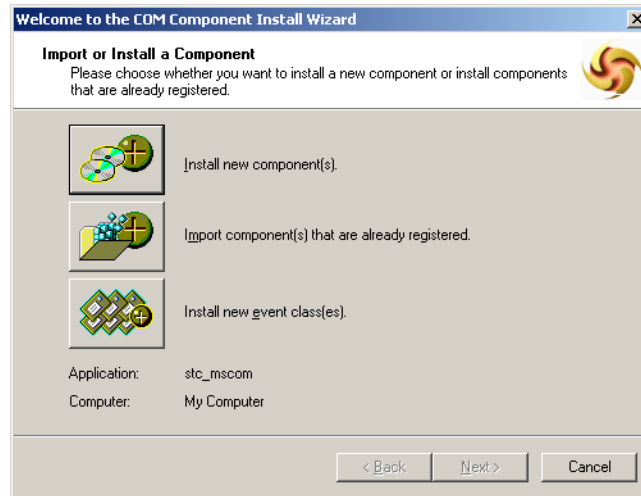 Welcome to the COM Component Install Wizard
Import or Install a Component
Please choose whether you want to install a new component or install components
that are already registered.
Install new component(s).
Import component(s) that are already registered.
Install new event class(es).
Application: stc_mscom
Computer: My Computer
< Back Next > Cancel